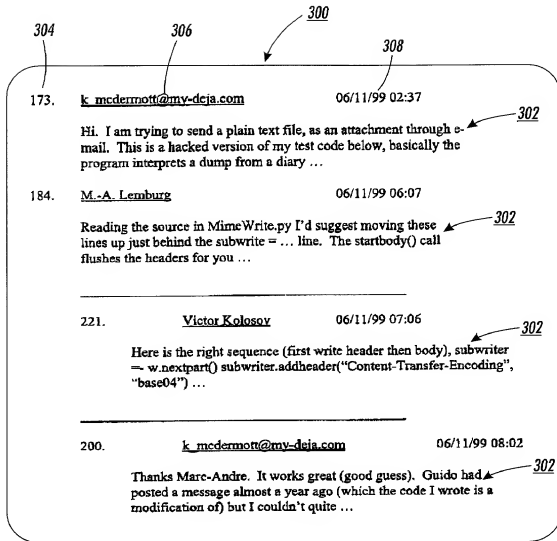 300
304
306
308
173. k_mcdermott@my-deja.com 06/11/99 02:37
302
Hi. I am trying to send a plain text file, as an attachment through e-
mail. This is a hacked version of my test code below, basically the
program interprets a dump from a diary ...
184. M.-A. Lemburg 06/11/99 06:07
302
Reading the source in MimeWrite.py I'd suggest moving these
lines up just behind the subwrite = ... line. The startbody() call
flushes the headers for you ...
221. Victor Kolosov 06/11/99 07:06
302
Here is the right sequence (first write header then body), subwriter
=- w.nextpart() subwriter.addheader("Content-Transfer-Encoding",
"base04") ...
200. k_mcdermott@my-deja.com 06/11/99 08:02
302
Thanks Marc-Andre. It works great (good guess). Guido had
posted a message almost a year ago (which the code I wrote is a
modification of) but I couldn't quite ...